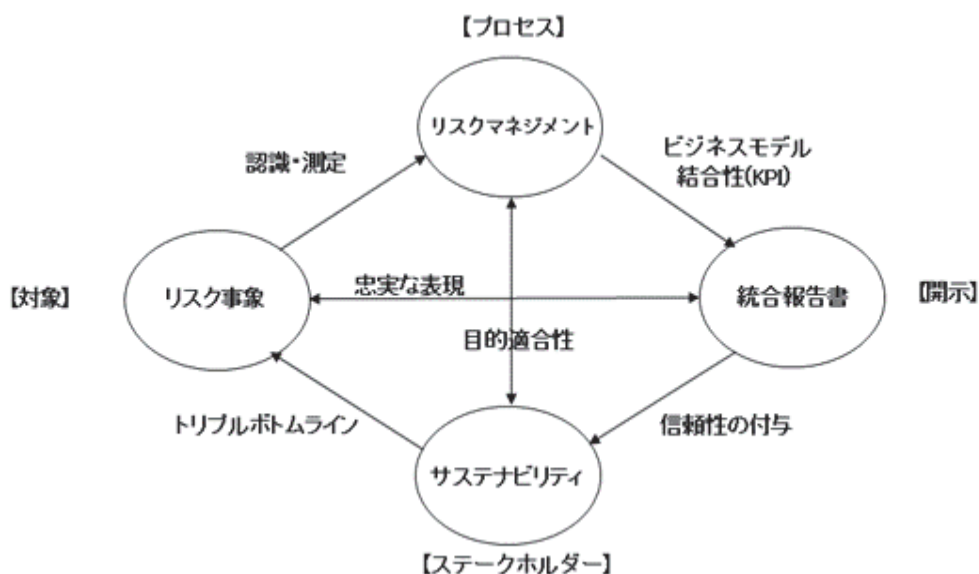 【プロセス】
リスクマネジメント
認識・測定
ビジネスモデル
結合性(KPI)
【対象】
リスク事象
忠実な表現
統合報告書
【開示】
目的適合性
トリプルボトムライン
信頼性の付与
サステナビリティ
【ステークホルダー】